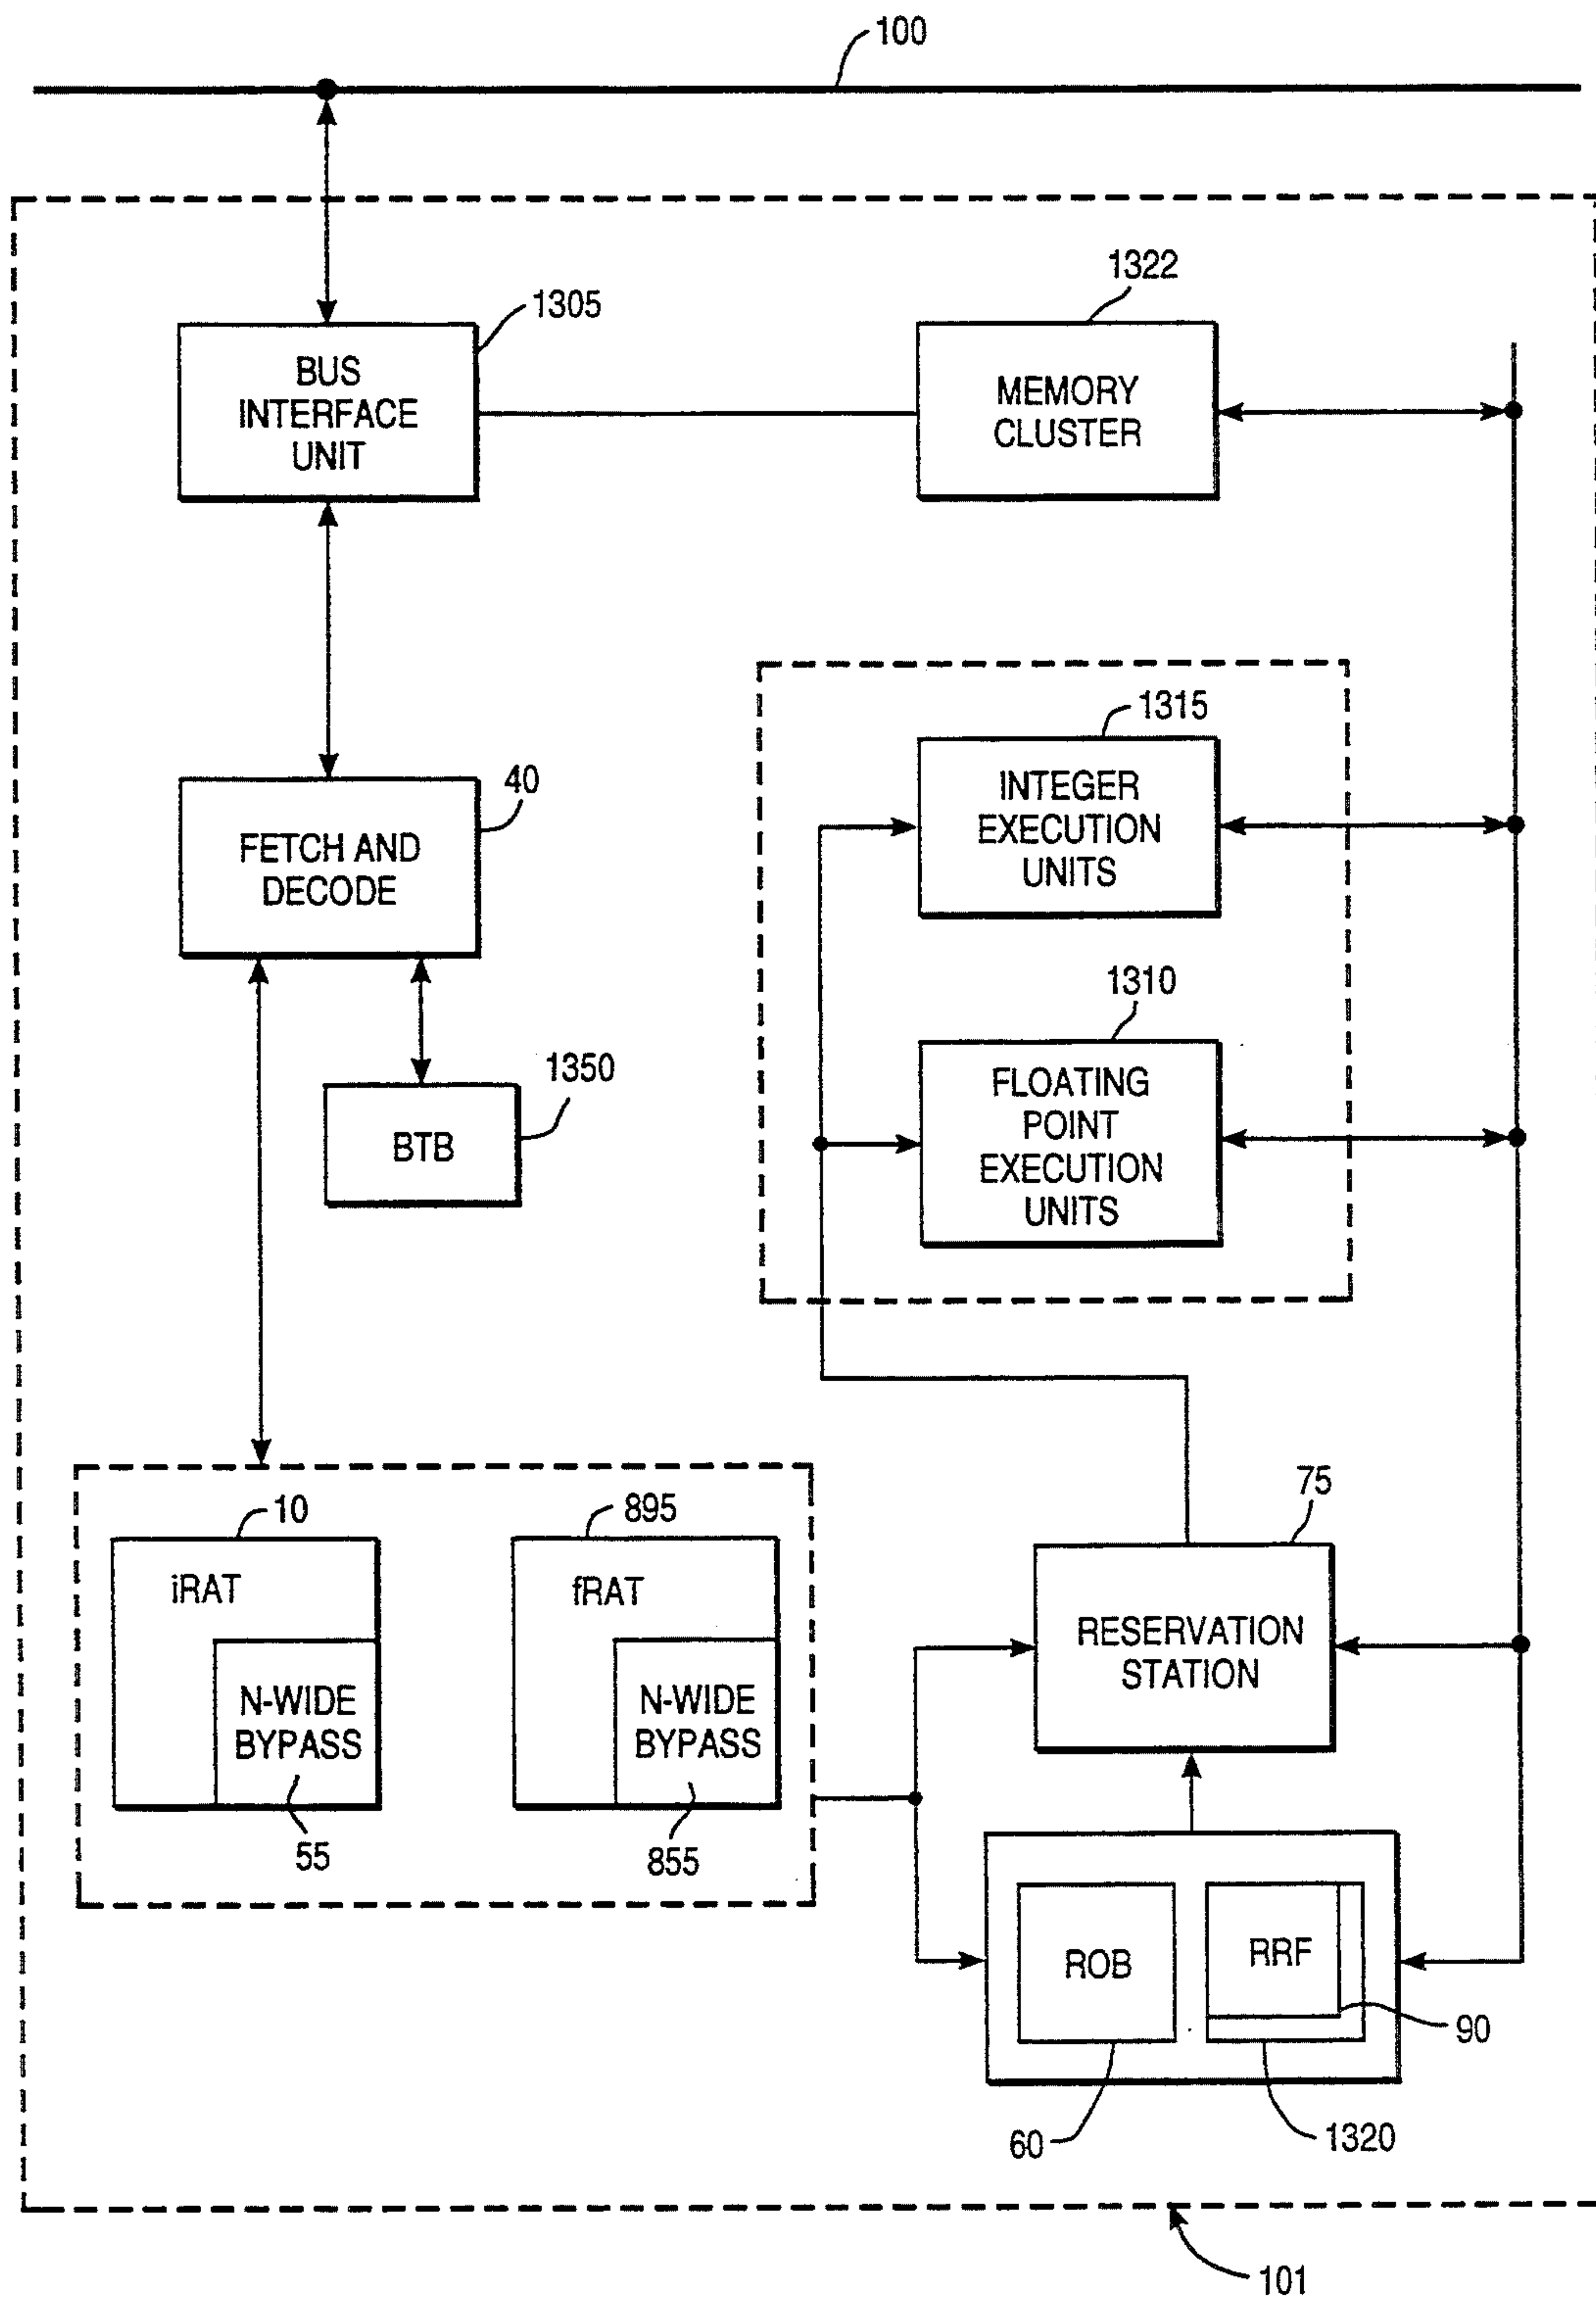 100
1305
BUS
INTERFACE
UNIT
1322
MEMORY
CLUSTER
40
FETCH AND
DECODE
1315
INTEGER
EXECUTION
UNITS
1310
FLOATING
POINT
EXECUTION
UNITS
1350
BTB
10
iRAT
N-WIDE
BYPASS
55
895
fRAT
N-WIDE
BYPASS
855
75
RESERVATION
STATION
ROB
RRF
90
60
1320
101